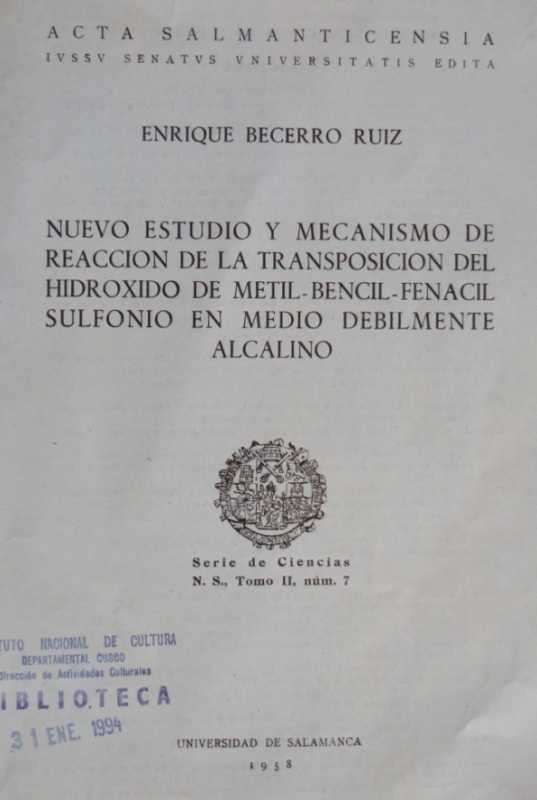 ACTA SALMANTICENSIA
IVSSV SENATVS VNIVERSITATIS EDITA
ENRIQUE BECERRO RUIZ
NUEVO ESTUDIO Y MECANISMO DE
REACCION DE LA TRANSPOSICION DEL
HIDROXIDO DE METIL-BENCIL-FENACIL
SULFONIO EN MEDIO DEBILMENTE
ALCALINO
Serie de Ciencias
N. S., Tomo II, núm. 7
TUTO NACIONAL DE CULTURA
DEPARTAMENTAL CUSCO
Dirección de Actividades Culturales
BIBLIOTECA
31 ENE. 1994
UNIVERSIDAD DE SALAMANCA
1958